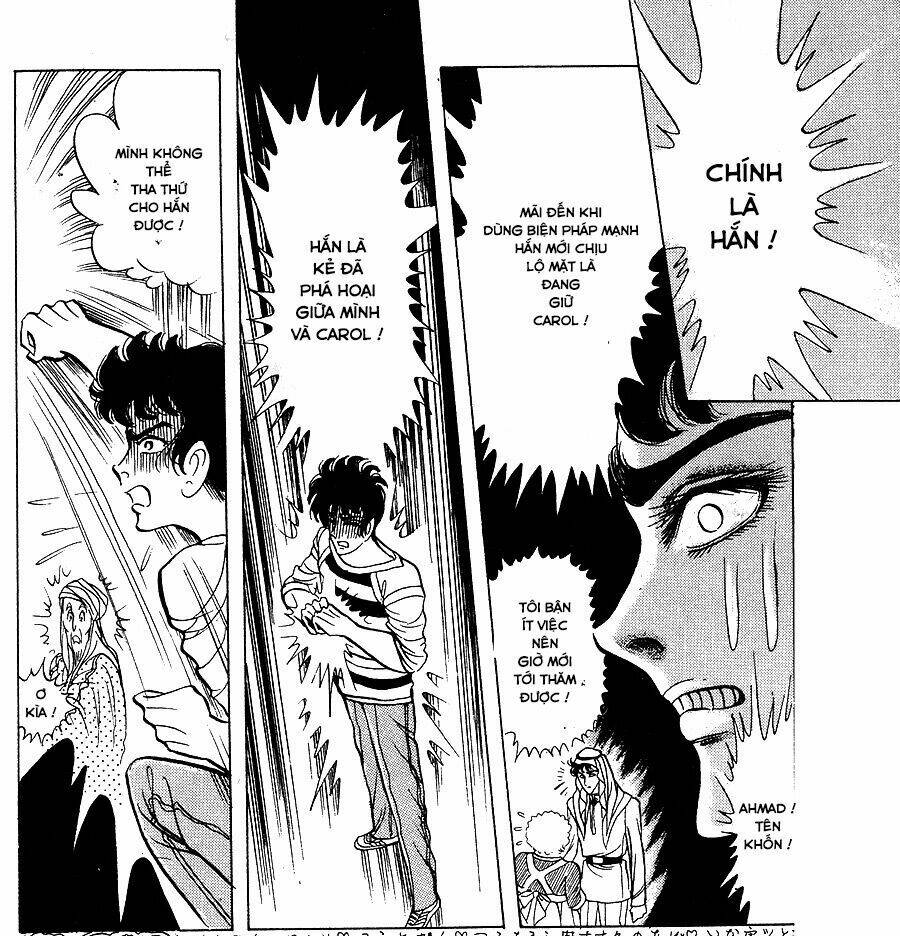 CHÍNH
LÀ
HẮN !
MÃI ĐẾN KHI
DÙNG BIỆN PHÁP MẠNH
HẮN MỚI CHỊU
LỘ MẶT LÀ
ĐANG
GIỮ
CAROL !
TÔI BẬN
ÍT VIỆC
NÊN
GIỜ MỚI
TỚI THĂM
ĐƯỢC !
AHMAD !
TÊN
KHỐN !
HẮN LÀ
KẺ ĐÃ
PHÁ HOẠI
GIỮA MÌNH
VÀ CAROL !
MÌNH KHÔNG
THỂ
THA THỨ
CHO HẮN
ĐƯỢC !
Ơ
KÌA !